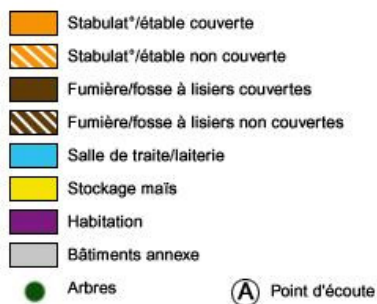 Stabulat°/étable couverte
Stabulat°/étable non couverte
Fumière/fosse à lisiers couvertes
Fumière/fosse à lisiers non couvertes
Salle de traite/laiterie
Stockage maïs
Habitation
Bâtiments annexe
Arbres
A Point d'écoute